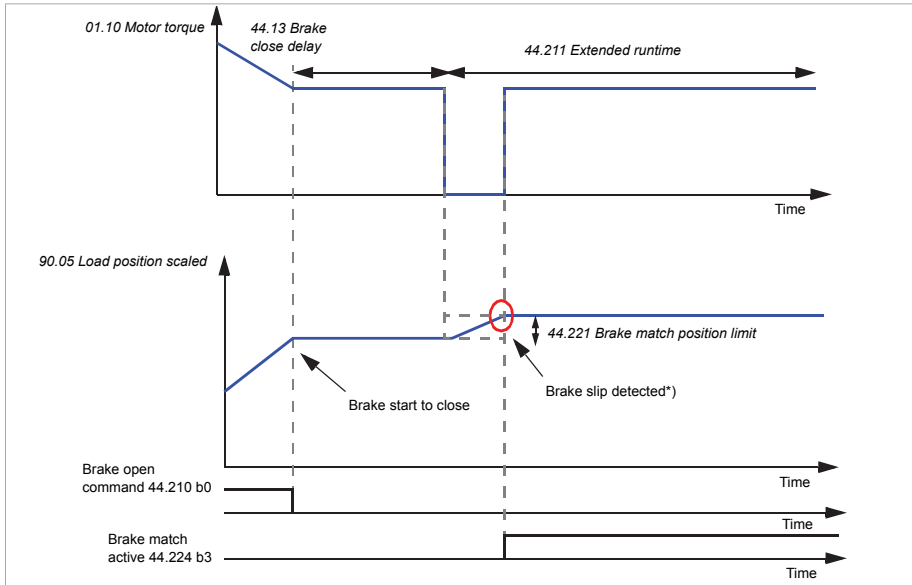 01.10 Motor torque
44.13 Brake
close delay
44.211 Extended runtime
Time
90.05 Load position scaled
44.221 Brake match position limit
Brake slip detected*)
Brake start to close
Time
Brake open
command 44.210 b0
Time
Brake match
active 44.224 b3
Time